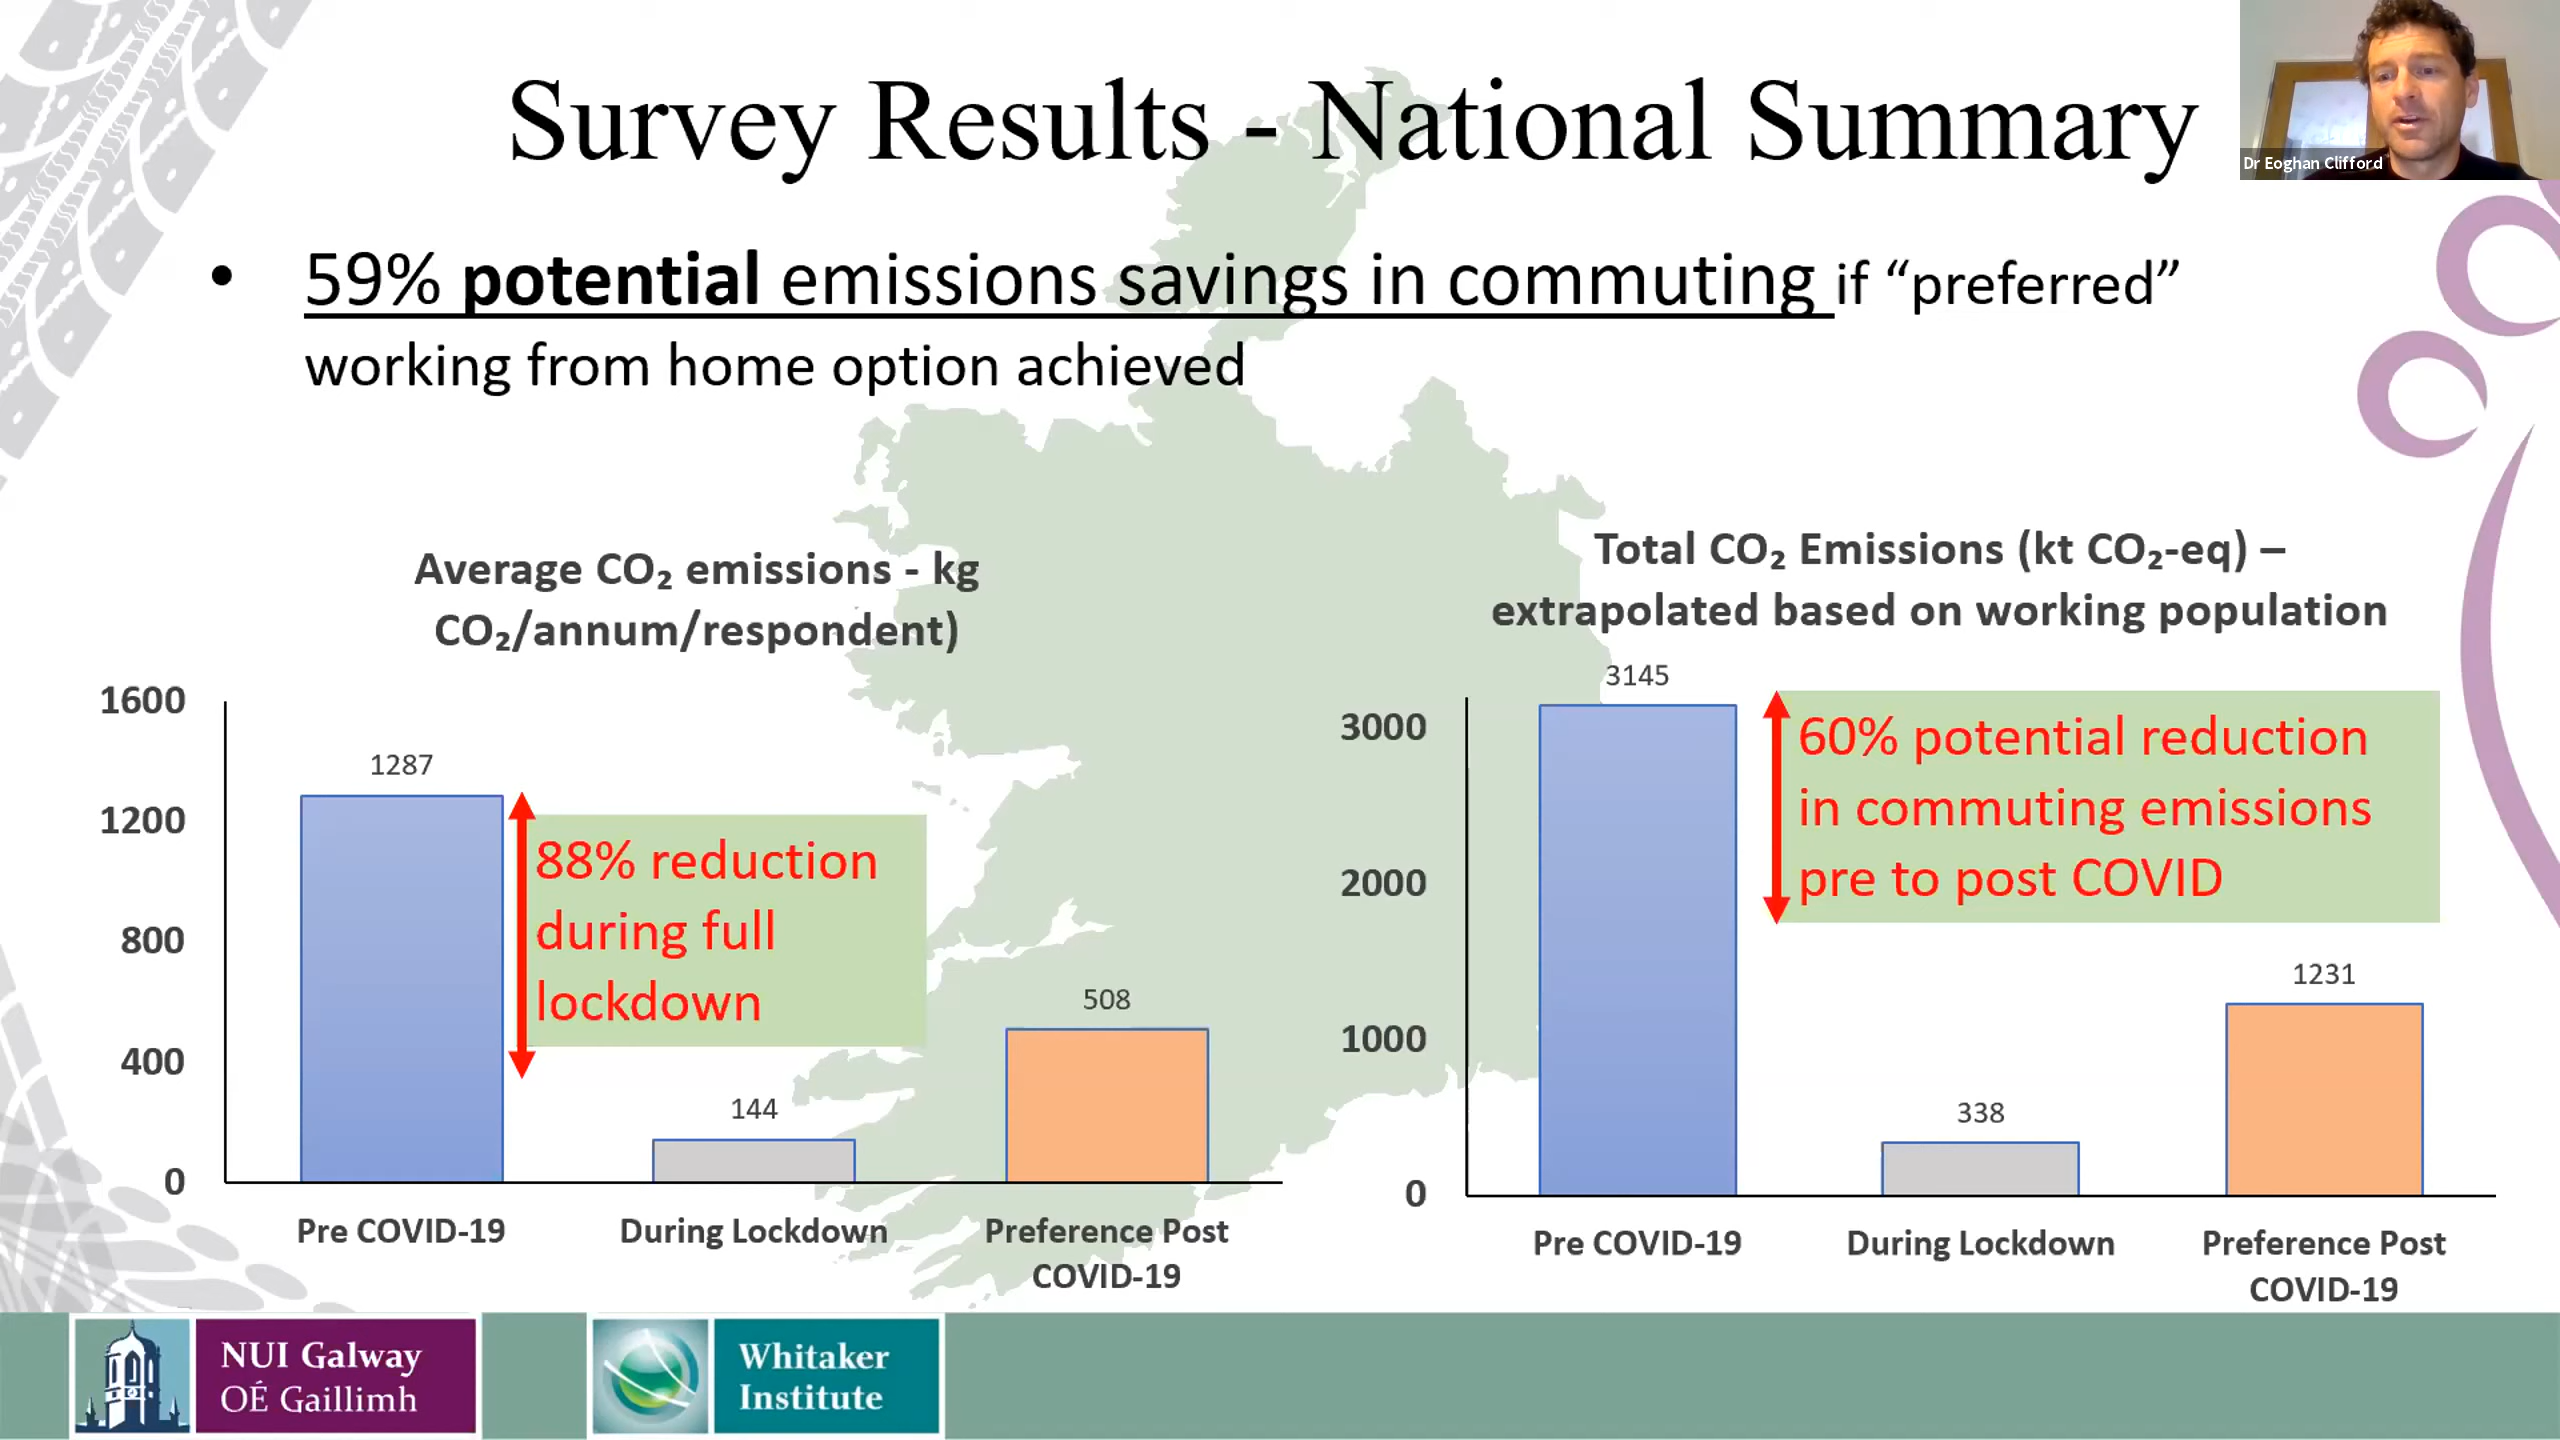 Survey Results - National Summary
Dr Eoghan Clifford
• 59% potential emissions savings in commuting if “preferred”
working from home option achieved
Average CO₂ emissions - kg
CO₂/annum/respondent)
1600
1200
800
400
0
1287
144
508
88% reduction
during full
lockdown
Pre COVID-19
During Lockdown
Preference Post
COVID-19
Total CO₂ Emissions (kt CO₂-eq) –
extrapolated based on working population
3000
2000
1000
0
3145
338
1231
60% potential reduction
in commuting emissions
pre to post COVID
Pre COVID-19
During Lockdown
Preference Post
COVID-19
NUI Galway
OÉ Gaillimh
Whitaker
Institute